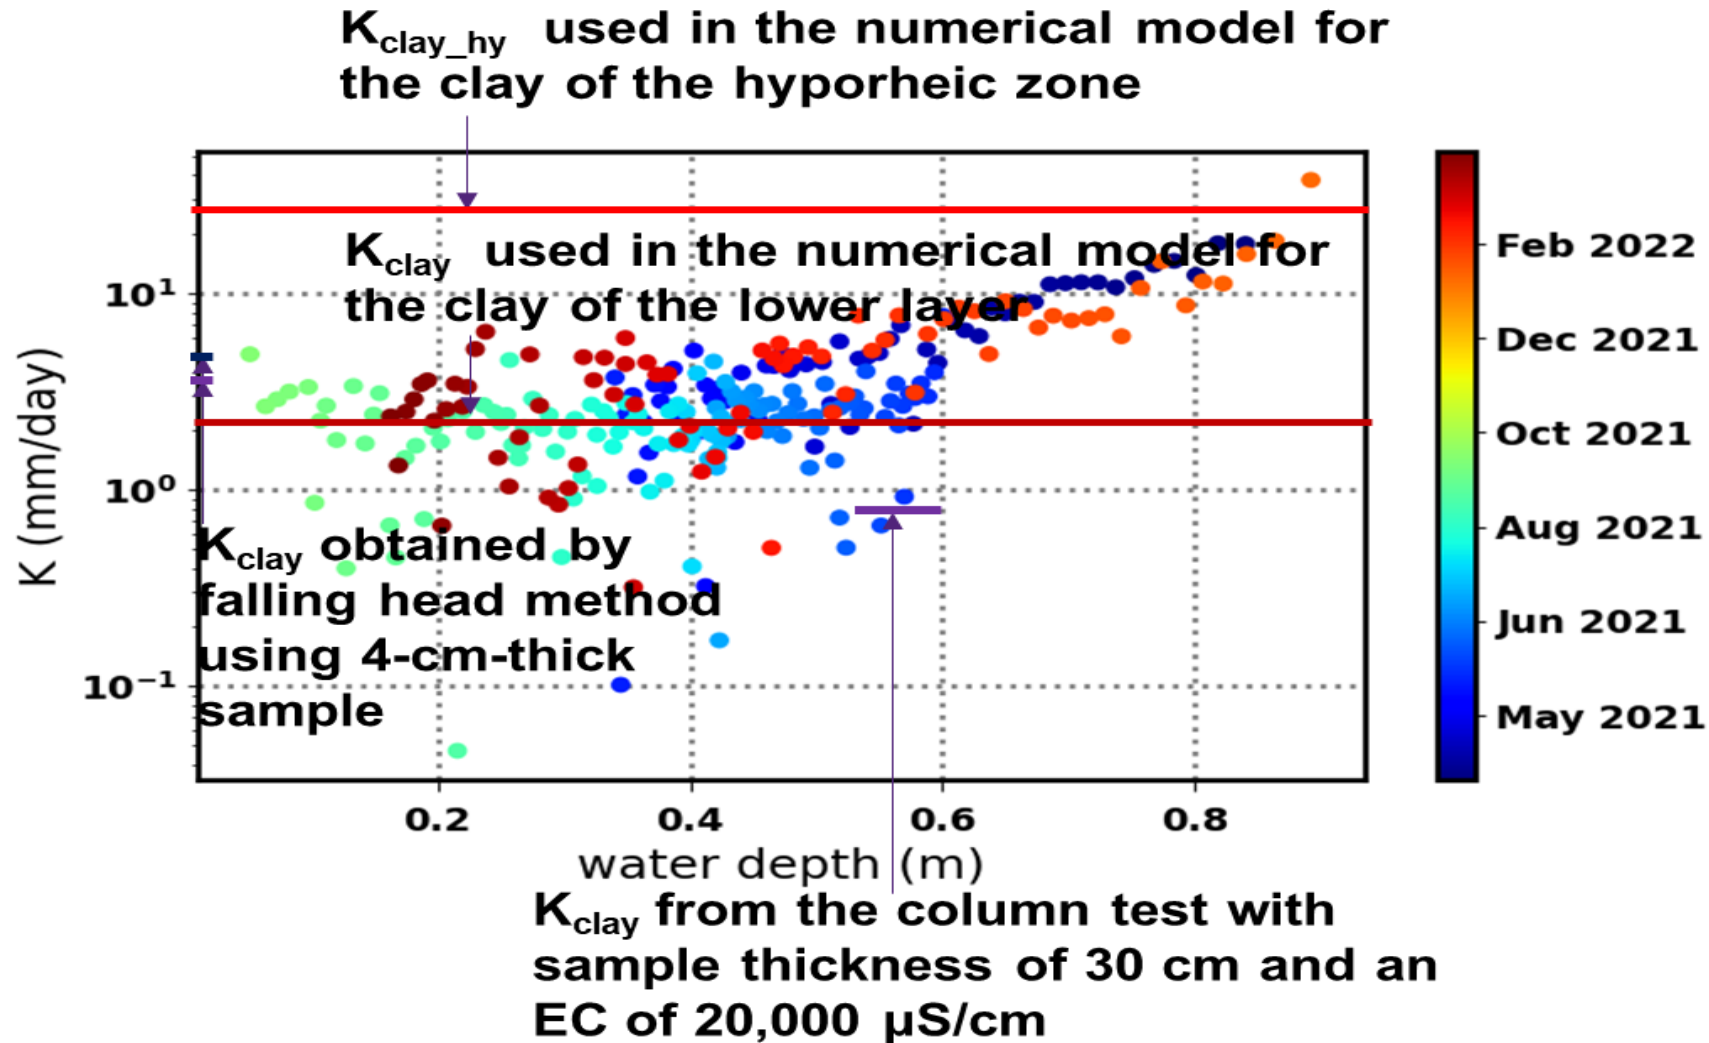 K_clay_hy used in the numerical model for
the clay of the hyporheic zone
K_clay used in the numerical model for
the clay of the lower layer
K (mm/day)
10¹
10⁰
10⁻¹
K_clay obtained by
falling head method
using 4-cm-thick
sample
0.2 0.4 0.6 0.8
water depth (m)
K_clay from the column test with
sample thickness of 30 cm and an
EC of 20,000 µS/cm
Feb 2022
Dec 2021
Oct 2021
Aug 2021
Jun 2021
May 2021